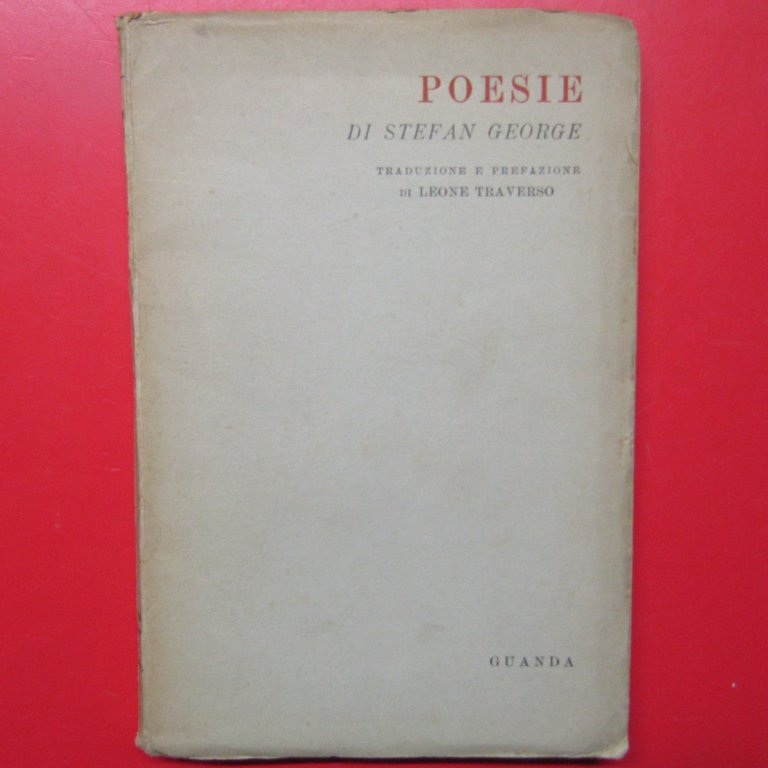 POESIE
DI STEFAN GEORGE
TRADUZIONE E PREFAZIONE
DI LEONE TRAVERSO
GUANDA